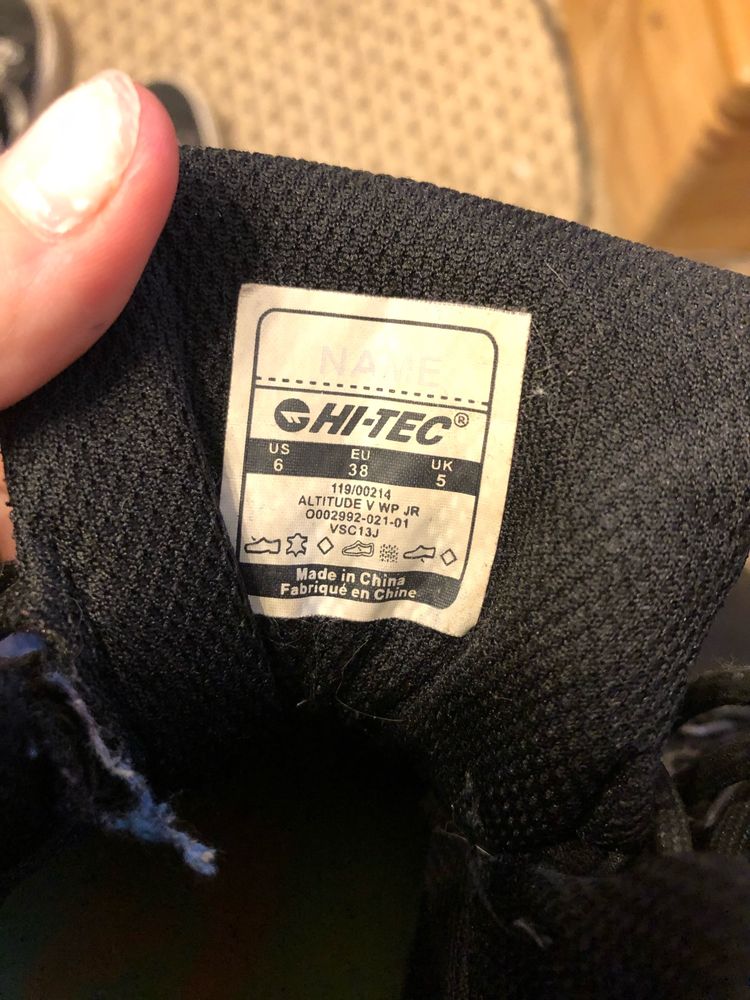 NAME
HI-TEC®
US EU UK
6 38 5
119/00214
ALTITUDE V WP JR
O002992-021-01
VSC13J
Made in China
Fabriqué en Chine